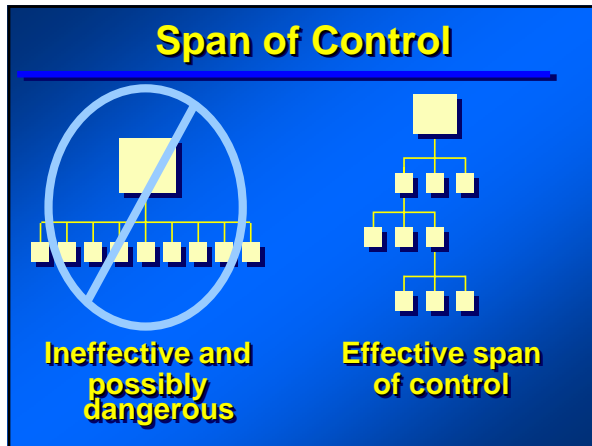 Span of Control
Ineffective and
possibly
dangerous
Effective span
of control